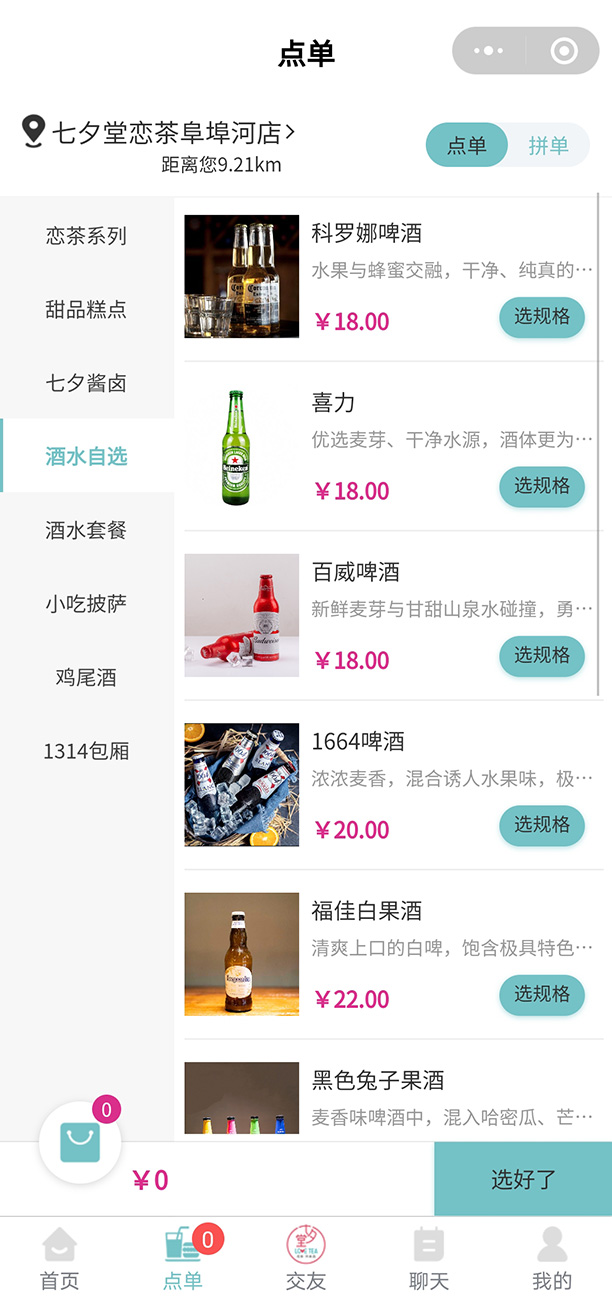 点单
七夕堂恋茶阜埠河店
距离您9.21km
点单
拼单
恋茶系列
甜品糕点
七夕酱卤
酒水自选
酒水套餐
小吃披萨
鸡尾酒
1314包厢
科罗娜啤酒
水果与蜂蜜交融，干净、纯真的…
￥18.00
选规格
Heineken
喜力
优选麦芽、干净水源，酒体更为…
￥18.00
选规格
Budweiser
百威啤酒
新鲜麦芽与甘甜山泉水碰撞，勇…
￥18.00
选规格
1664啤酒
浓浓麦香，混合诱人水果味，极…
￥20.00
选规格
福佳白果酒
清爽上口的白啤，饱含极具特色…
￥22.00
选规格
黑色兔子果酒
麦香味啤酒中，混入哈密瓜、芒…
0
￥0
选好了
0
首页
点单
堂夕
LOVE TEA
交友
聊天
我的